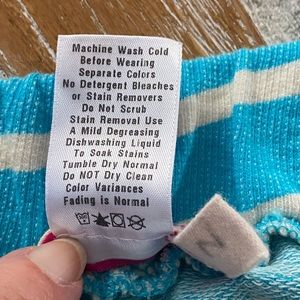 Machine Wash Cold
Before Wearing
Separate Colors
No Detergent Bleaches
or Stain Removers
Do Not Scrub
Stain Removal Use
A Mild Degreasing
Dishwashing Liquid
To Soak Stains
Tumble Dry Normal
Do NOT Dry Clean
Color Variances
Fading is Normal